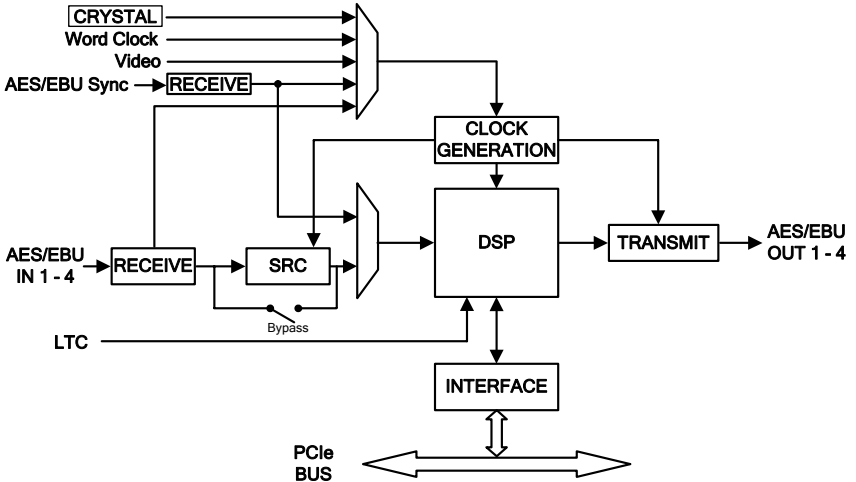 CRYSTAL
Word Clock
Video
AES/EBU Sync
RECEIVE
CLOCK
GENERATION
AES/EBU
IN 1 - 4
RECEIVE
SRC
Bypass
DSP
TRANSMIT
AES/EBU
OUT 1 - 4
LTC
INTERFACE
PCIe
BUS